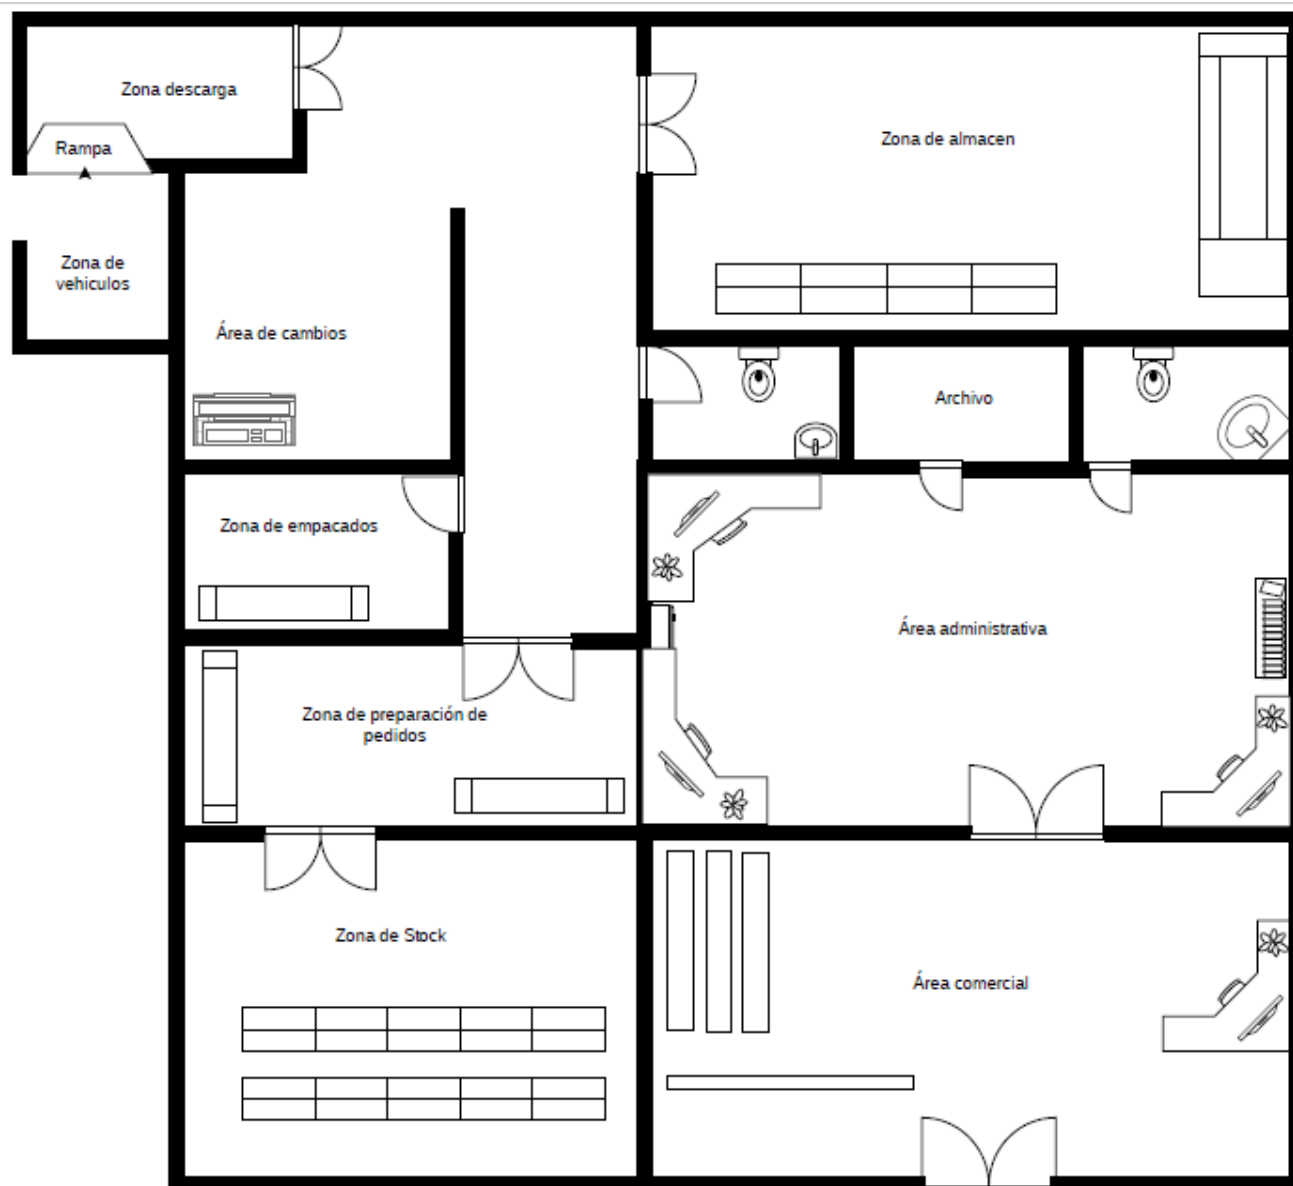 Zona descarga
Rampa
Zona de almacen
Zona de
vehiculos
Área de cambios
Archivo
Zona de empacados
Área administrativa
Zona de preparación de
pedidos
Zona de Stock
Área comercial